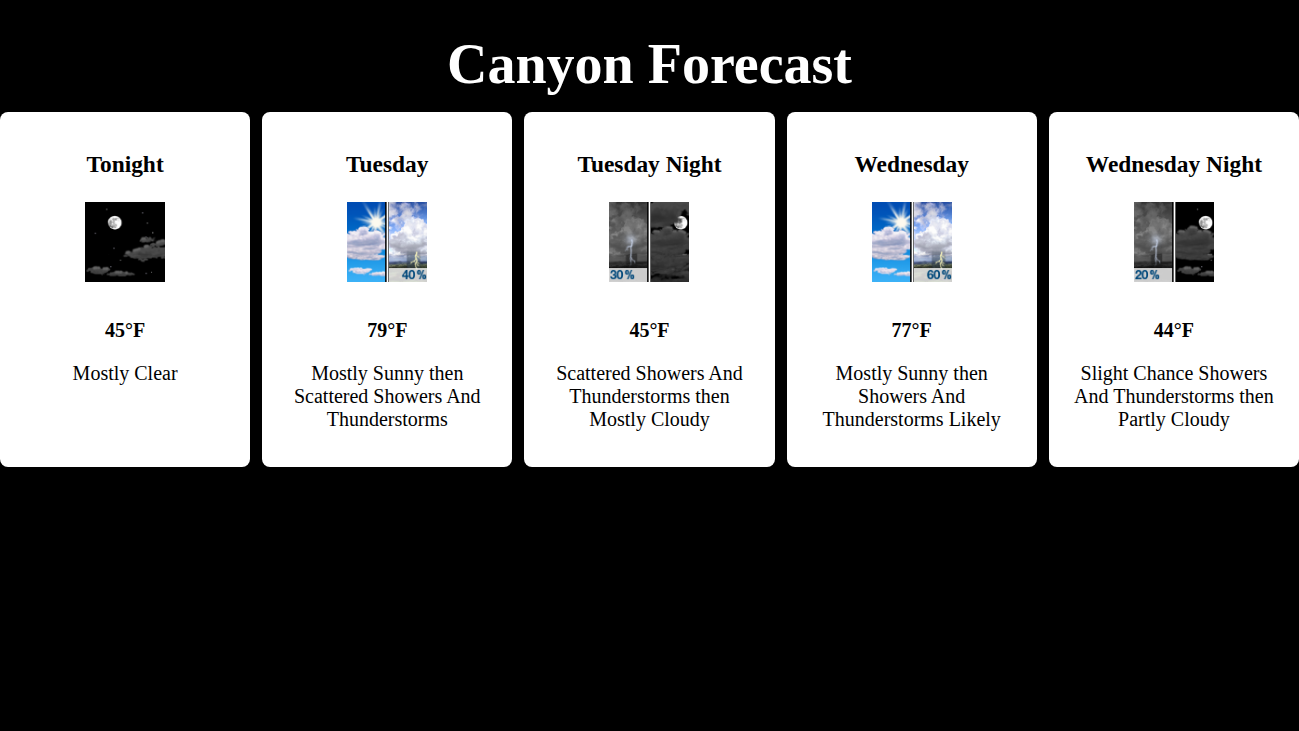 Canyon Forecast
Tonight
45°F
Mostly Clear
Tuesday
40%
79°F
Mostly Sunny then
Scattered Showers And
Thunderstorms
Tuesday Night
30%
45°F
Scattered Showers And
Thunderstorms then
Mostly Cloudy
Wednesday
60%
77°F
Mostly Sunny then
Showers And
Thunderstorms Likely
Wednesday Night
20%
44°F
Slight Chance Showers
And Thunderstorms then
Partly Cloudy